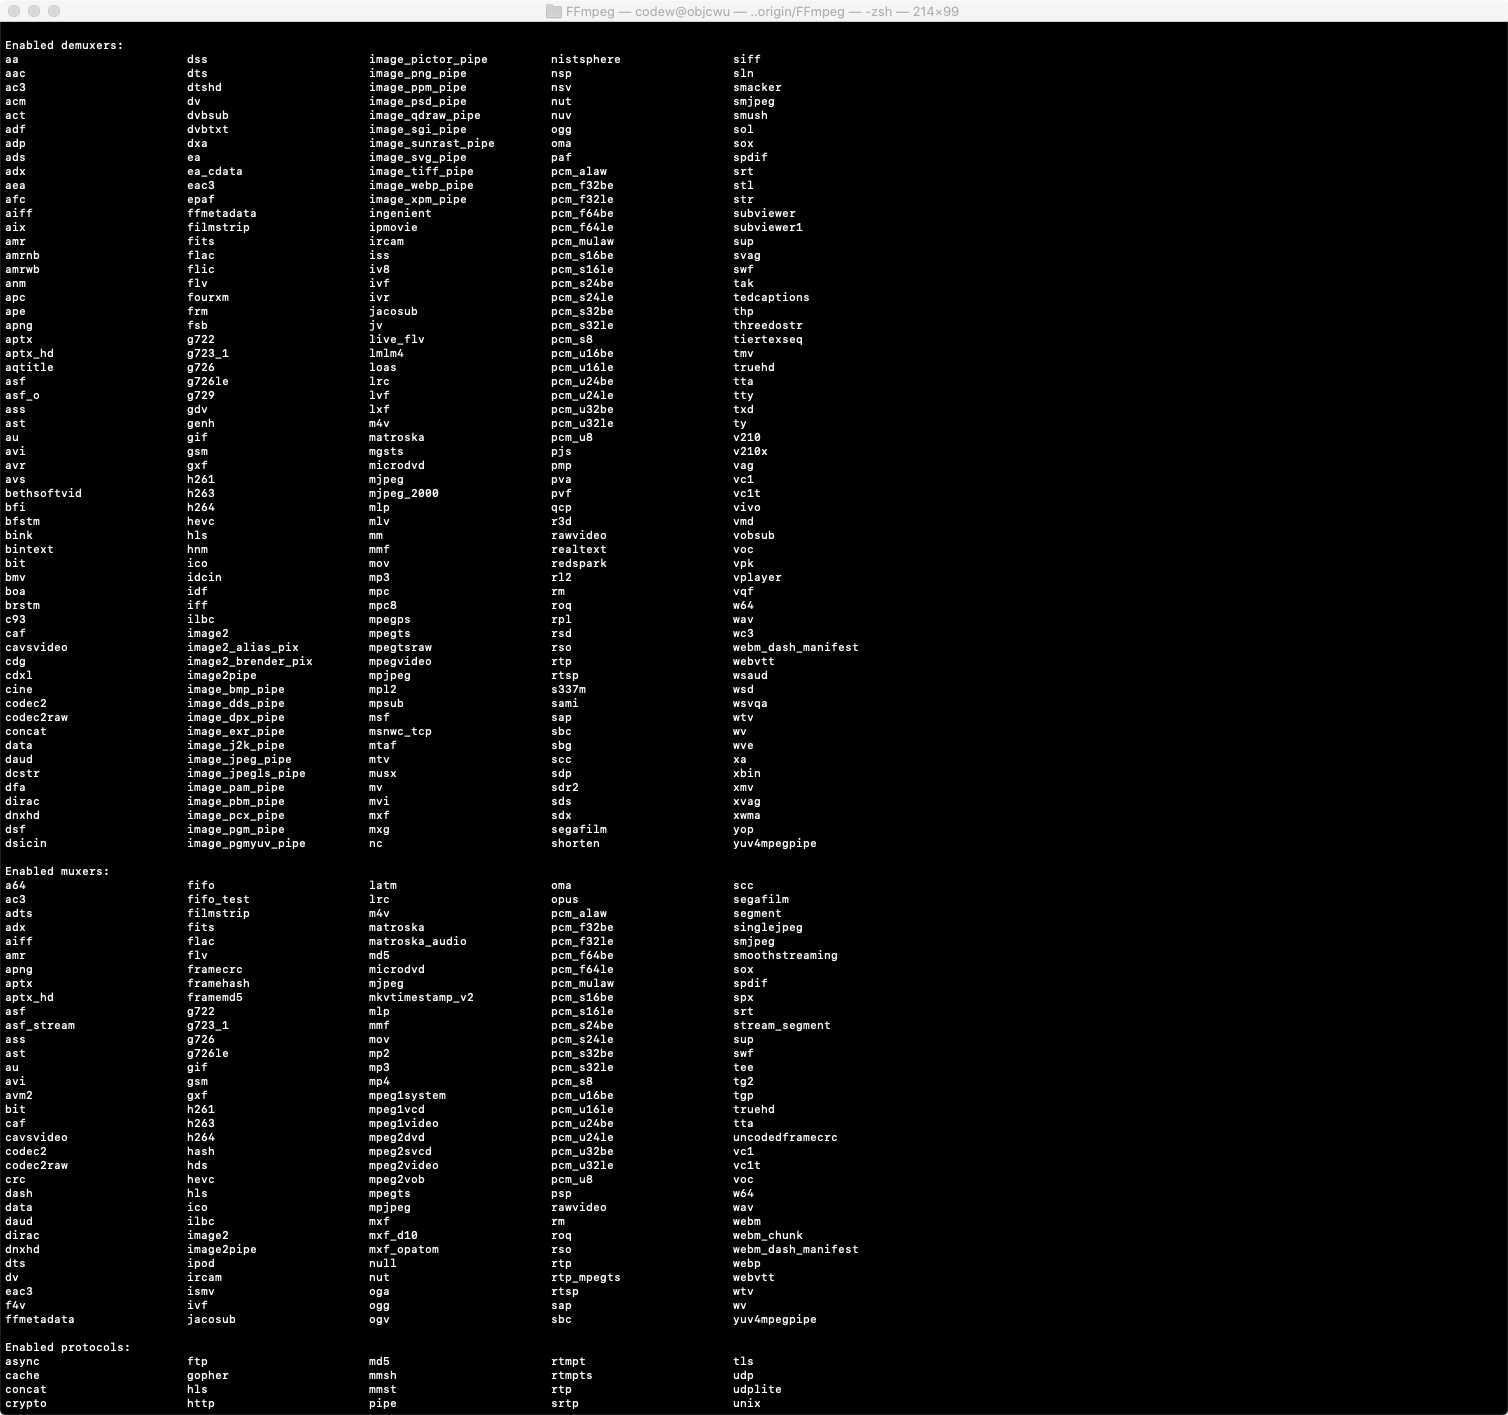 FFmpeg — codew@objcwu — ..origin/FFmpeg — -zsh — 214×99
Enabled demuxers:
aa dss image_pictor_pipe nistsphere siff
aac dts image_png_pipe nsp sln
ac3 dtshd image_ppm_pipe nsv smacker
acm dv image_psd_pipe nut smjpeg
act dvbsub image_qdraw_pipe nuv smush
adf dvbtxt image_sgi_pipe ogg sol
adp dxa image_sunrast_pipe oma sox
ads ea image_svg_pipe paf spdif
adx ea_cdata image_tiff_pipe pcm_alaw srt
aea eac3 image_webp_pipe pcm_f32be stl
afc epaf image_xpm_pipe pcm_f32le str
aiff ffmetadata ingenient pcm_f64be subviewer
aix filmstrip ipmovie pcm_f64le subviewer1
amr fits ircam pcm_mulaw sup
amrnb flac iss pcm_s16be svag
amrwb flic iv8 pcm_s16le swf
anm flv ivf pcm_s24be tak
apc fourxm ivr pcm_s24le tedcaptions
ape frm jacosub pcm_s32be thp
apng fsb jv pcm_s32le threedostr
aptx g722 live_flv pcm_s8 tiertexseq
aptx_hd g723_1 lmlm4 pcm_u16be tmv
aqtitle g726 loas pcm_u16le truehd
asf g726le lrc pcm_u24be tta
asf_o g729 lvf pcm_u24le tty
ass gdv lxf pcm_u32be txd
ast genh m4v pcm_u32le ty
au gif matroska pcm_u8 v210
avi gsm mgsts pjs v210x
avr gxf microdvd pmp vag
avs h261 mjpeg pva vc1
bethsoftvid h263 mjpeg_2000 pvf vc1t
bfi h264 mlp qcp vivo
bfstm hevc mlv r3d vmd
bink hls mm rawvideo vobsub
bintext hnm mmf realtext voc
bit ico mov redspark vpk
bmv idcin mp3 rl2 vplayer
boa idf mpc rm vqf
brstm iff mpc8 roq w64
c93 ilbc mpegps rpl wav
caf image2 mpegts rsd wc3
cavsvideo image2_alias_pix mpegtsraw rso webm_dash_manifest
cdg image2_brender_pix mpegvideo rtp webvtt
cdxl image2pipe mpjpeg rtsp wsaud
cine image_bmp_pipe mpl2 s337m wsd
codec2 image_dds_pipe mpsub sami wsvqa
codec2raw image_dpx_pipe msf sap wtv
concat image_exr_pipe msnwc_tcp sbc wv
data image_j2k_pipe mtaf sbg wve
daud image_jpeg_pipe mtv scc xa
dcstr image_jpegls_pipe musx sdp xbin
dfa image_pam_pipe mv sdr2 xmv
dirac image_pbm_pipe mvi sds xvag
dnxhd image_pcx_pipe mxf sdx xwma
dsf image_pgm_pipe mxg segafilm yop
dsicin image_pgmyuv_pipe nc shorten yuv4mpegpipe
Enabled muxers:
a64 fifo latm oma scc
ac3 fifo_test lrc opus segafilm
adts filmstrip m4v pcm_alaw segment
adx fits matroska pcm_f32be singlejpeg
aiff flac matroska_audio pcm_f32le smjpeg
amr flv md5 pcm_f64be smoothstreaming
apng framecrc microdvd pcm_f64le sox
aptx framehash mjpeg pcm_mulaw spdif
aptx_hd framemd5 mkvtimestamp_v2 pcm_s16be spx
asf g722 mlp pcm_s16le srt
asf_stream g723_1 mmf pcm_s24be stream_segment
ass g726 mov pcm_s24le sup
ast g726le mp2 pcm_s32be swf
au gif mp3 pcm_s32le tee
avi gsm mp4 pcm_s8 tg2
avm2 gxf mpeg1system pcm_u16be tgp
bit h261 mpeg1vcd pcm_u16le truehd
caf h263 mpeg1video pcm_u24be tta
cavsvideo h264 mpeg2dvd pcm_u24le uncodedframecrc
codec2 hash mpeg2svcd pcm_u32be vc1
codec2raw hds mpeg2video pcm_u32le vc1t
crc hevc mpeg2vob pcm_u8 voc
dash hls mpegts psp w64
data ico mpjpeg rawvideo wav
daud ilbc mxf rm webm
dirac image2 mxf_d10 roq webm_chunk
dnxhd image2pipe mxf_opatom rso webm_dash_manifest
dts ipod null rtp webp
dv ircam nut rtp_mpegts webvtt
eac3 ismv oga rtsp wtv
f4v ivf ogg sap wv
ffmetadata jacosub ogv sbc yuv4mpegpipe
Enabled protocols:
async ftp md5 rtmpt tls
cache gopher mmsh rtmpts udp
concat hls mmst rtp udplite
crypto http pipe srtp unix